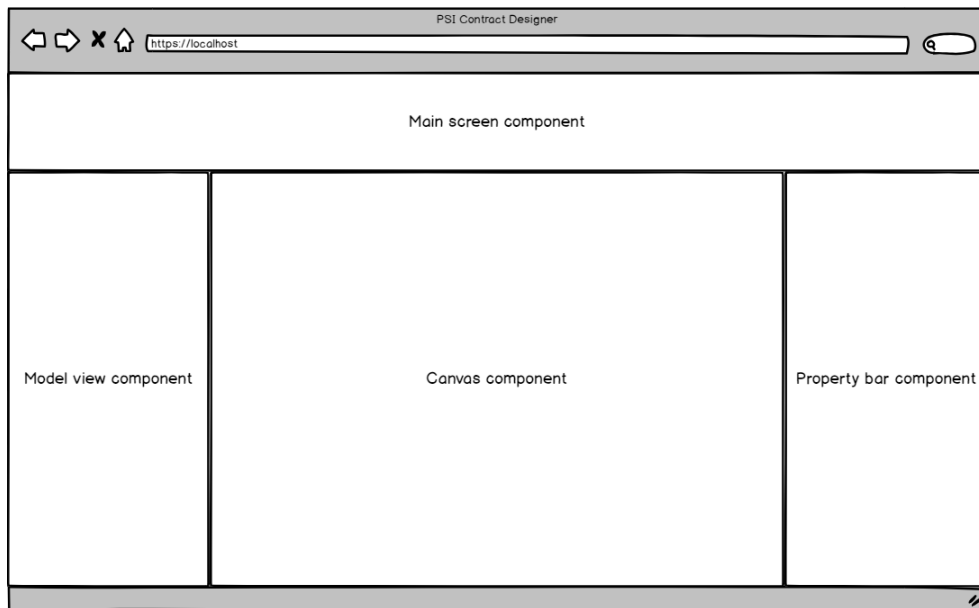 PSI Contract Designer
https://localhost
Main screen component
Model view component
Canvas component
Property bar component